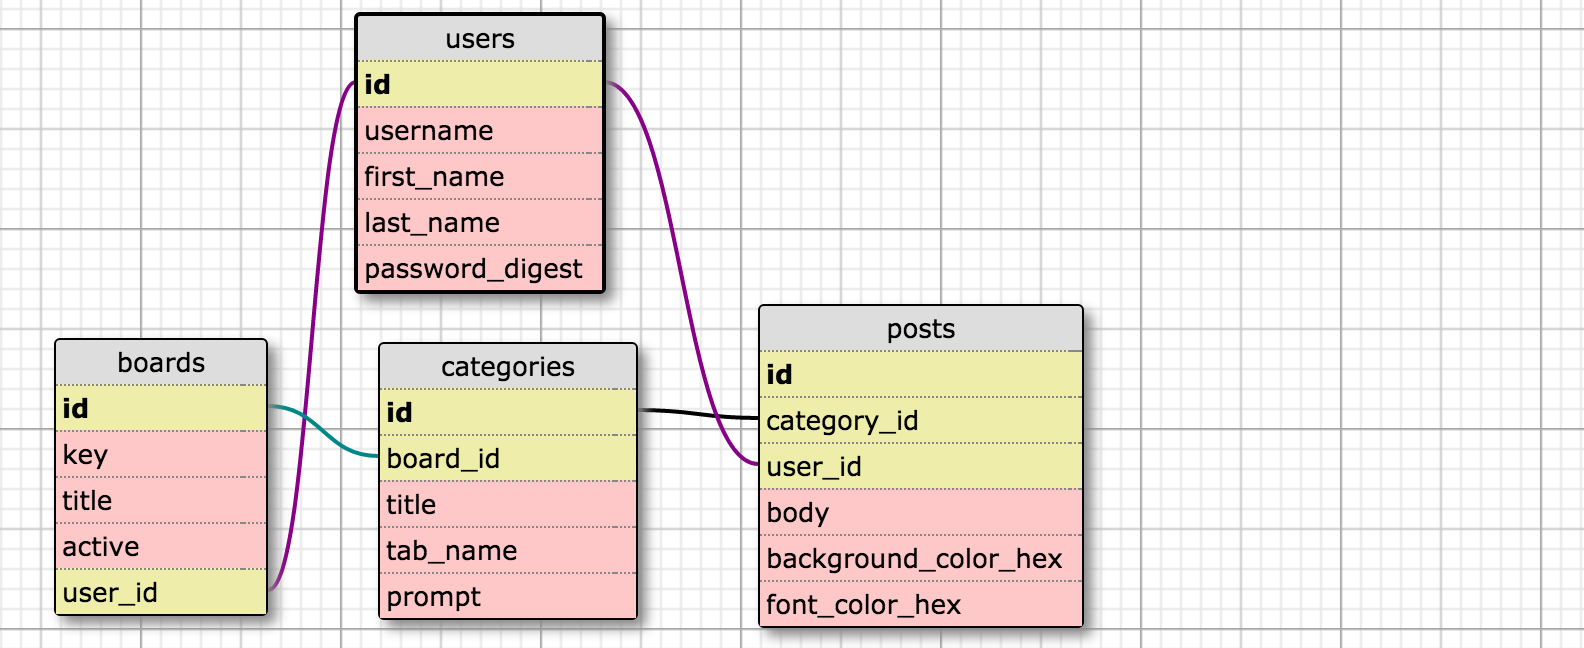 users
id
username
first_name
last_name
password_digest
boards
id
key
title
active
user_id
categories
id
board_id
title
tab_name
prompt
posts
id
category_id
user_id
body
background_color_hex
font_color_hex